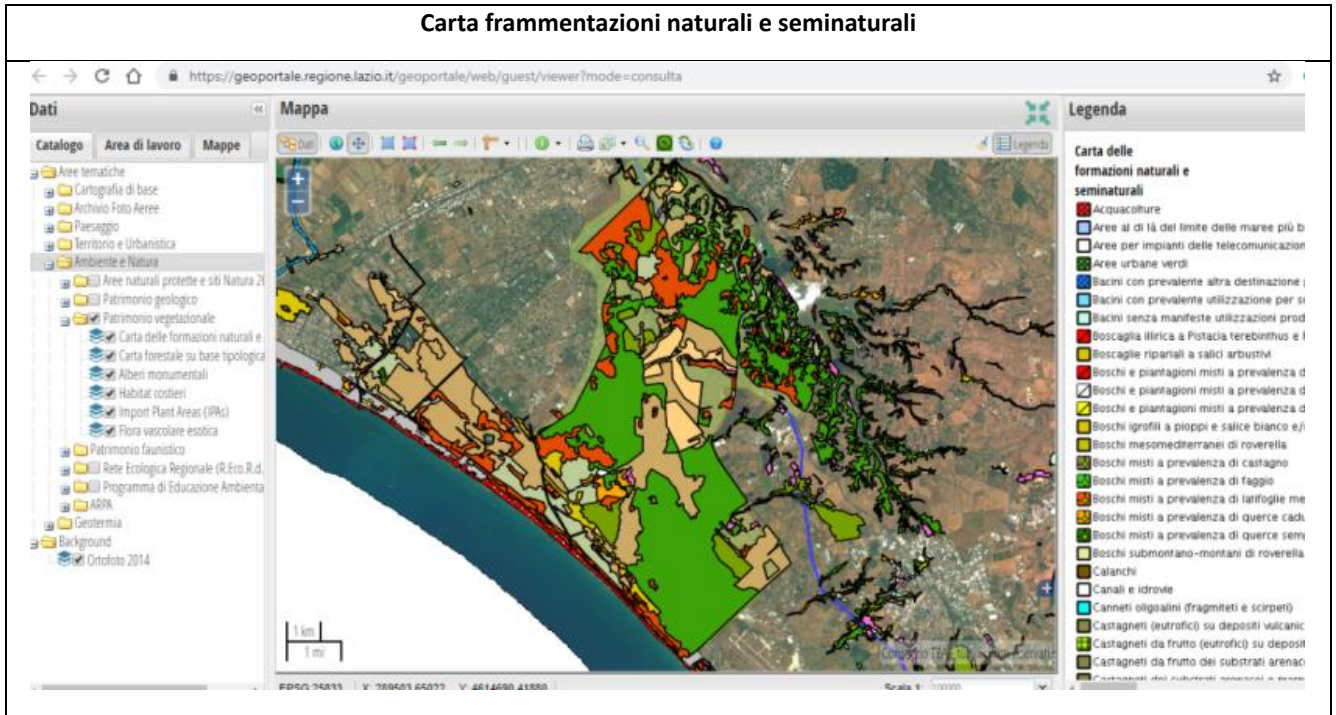 Carta frammentazioni naturali e seminaturali
https://geoportale.regione.lazio.it/geoportale/web/guest/viewer?mode=consulta
Dati
Catalogo Area di lavoro Mappe
Aree tematiche
Cartografia di base
Archivio Foto Aeree
Paesaggio
Territorio e Urbanistica
Ambiente e Natura
Aree naturali protette e siti Natura 2
Patrimonio geologico
Patrimonio vegetazionale
Carta delle formazioni naturali e
Carta forestale su base tipologica
Alberi monumentali
Habitat costieri
Import Plant Areas (IPAs)
Flora vascolare esotica
Patrimonio faunistico
Rete Ecologica Regionale (R.Eco.R.d.
Programma di Educazione Ambienta
ARPA
Geotermia
Background
Ortofoto 2014
Mappa
Dati
Legenda
+
−
1 km
1 mi
EPSG:25833 X: 289503.65022 Y: 4614690.41880 Scala 1: 100000
Legenda
Carta delle
formazioni naturali e
seminaturali
Acquacolture
Aree al di là del limite delle maree più b
Aree per impianti delle telecomunicazion
Aree urbane verdi
Bacini con prevalente altra destinazione
Bacini con prevalente utilizzazione per s
Bacini senza manifeste utilizzazioni prod
Boscaglia illirica a Pistacia terebinthus e
Boscaglie ripariali a salici arbustivi
Boschi e piantagioni misti a prevalenza d
Boschi e piantagioni misti a prevalenza d
Boschi e piantagioni misti a prevalenza d
Boschi igrofili a pioppi e salice bianco e/
Boschi mesomediterranei di roverella
Boschi misti a prevalenza di castagno
Boschi misti a prevalenza di faggio
Boschi misti a prevalenza di latifoglie me
Boschi misti a prevalenza di querce cadu
Boschi misti a prevalenza di querce sem
Boschi submontano-montani di roverella
Calanchi
Canali e idrovie
Canneti oligoalini (fragmiteti e scirpeti)
Castagneti (eutrofici) su depositi vulcanic
Castagneti da frutto (eutrofici) su deposit
Castagneti da frutto dei substrati arenac
Castagneti dei substrati arenacei e marn